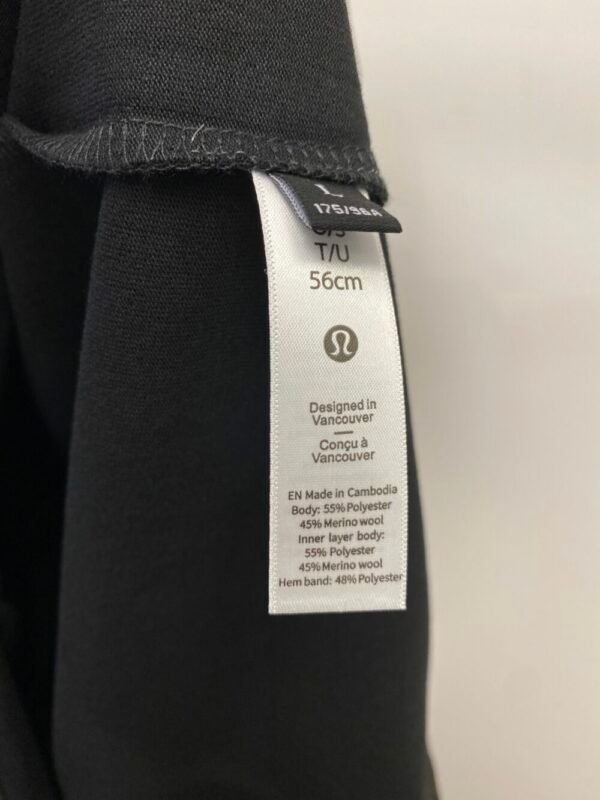 175/96A
T/U
56cm
Designed in
Vancouver
Conçu à
Vancouver
EN Made in Cambodia
Body: 55% Polyester
45% Merino wool
Inner layer body:
55% Polyester
45% Merino wool
Hem band: 48% Polyester